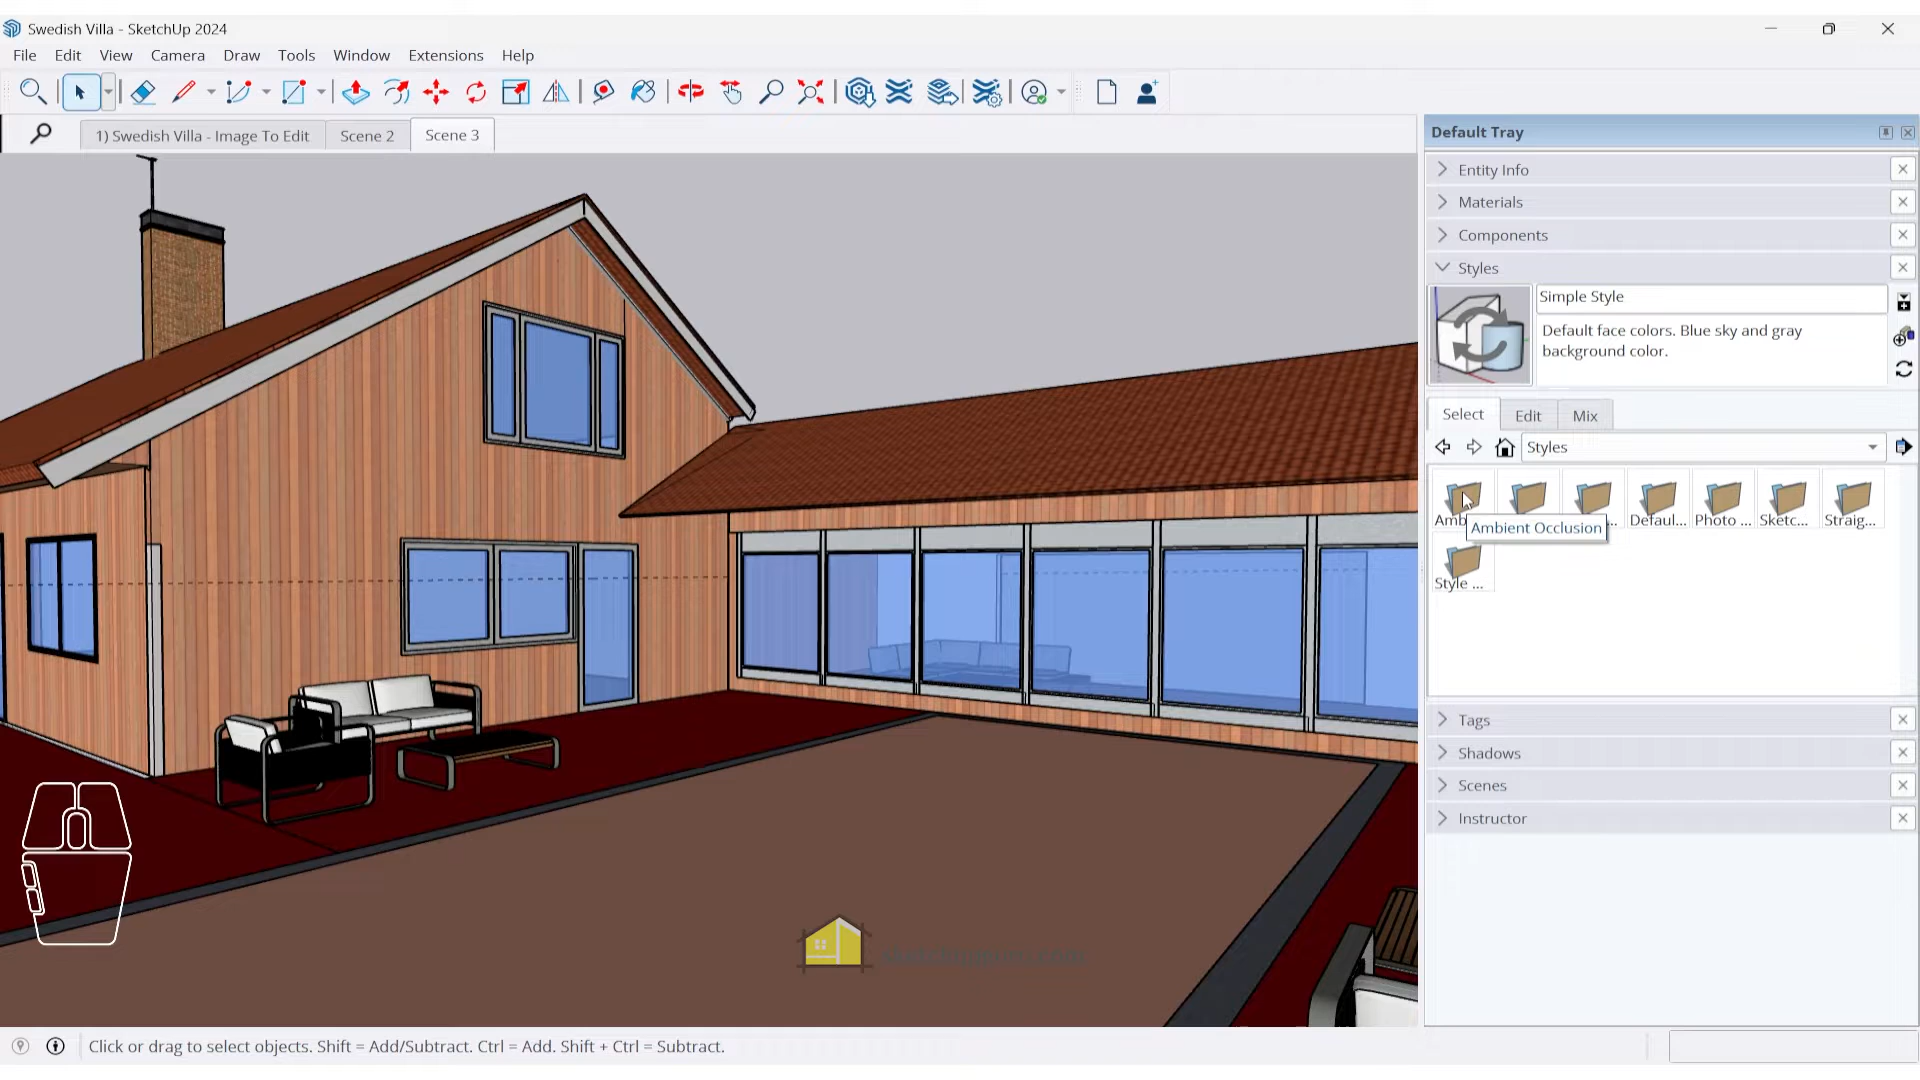 Swedish Villa - SketchUp 2024
File Edit View Camera Draw Tools Window Extensions Help
1) Swedish Villa - Image To Edit Scene 2 Scene 3
Default Tray
Entity Info
Materials
Components
Styles
Simple Style
Default face colors. Blue sky and gray
background color.
Select Edit Mix
Styles
Amb Defaul... Photo ... Sketc... Straig...
Ambient Occlusion
Style ...
Tags
Shadows
Scenes
Instructor
Click or drag to select objects. Shift = Add/Subtract. Ctrl = Add. Shift + Ctrl = Subtract.